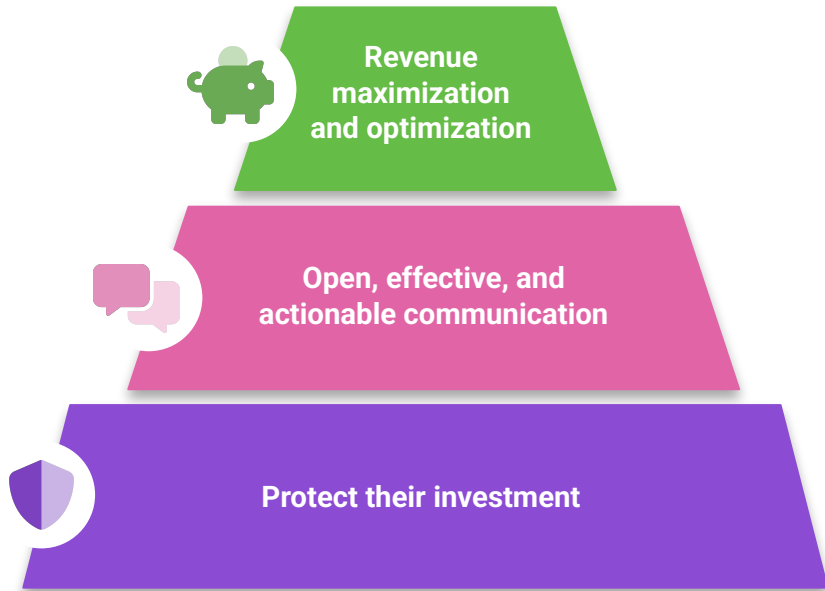 Revenue
maximization
and optimization
Open, effective, and
actionable communication
Protect their investment